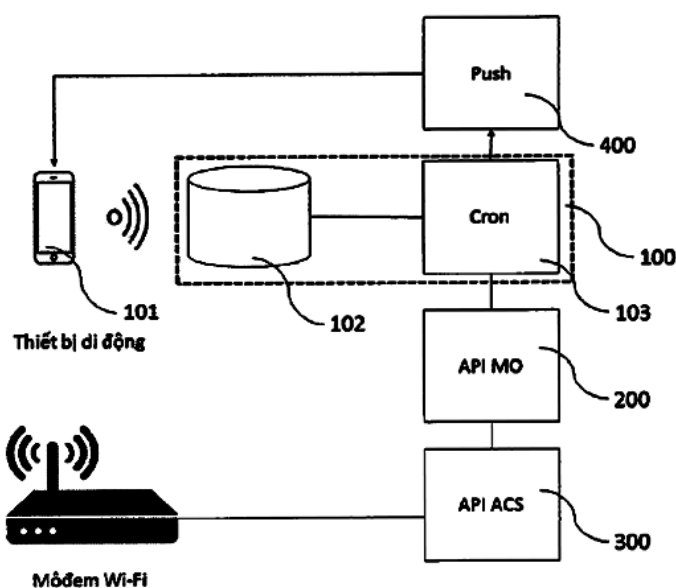 Push
400
Cron
100
101
102
103
Thiết bị di động
API MO
200
API ACS
300
Môđem Wi-Fi